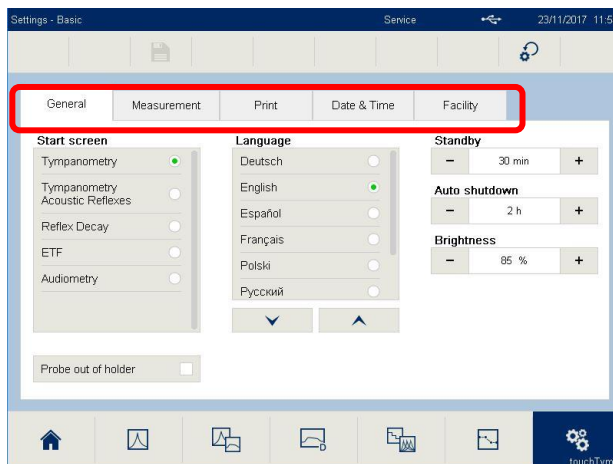 Settings - Basic
Service
23/11/2017 11:5
General
Measurement
Print
Date & Time
Facility
Start screen
Tympanometry
Tympanometry
Acoustic Reflexes
Reflex Decay
ETF
Audiometry
Probe out of holder
Language
Deutsch
English
Español
Français
Polski
Русский
Standby
- 30 min +
Auto shutdown
- 2 h +
Brightness
- 85 % +
D
touchTym